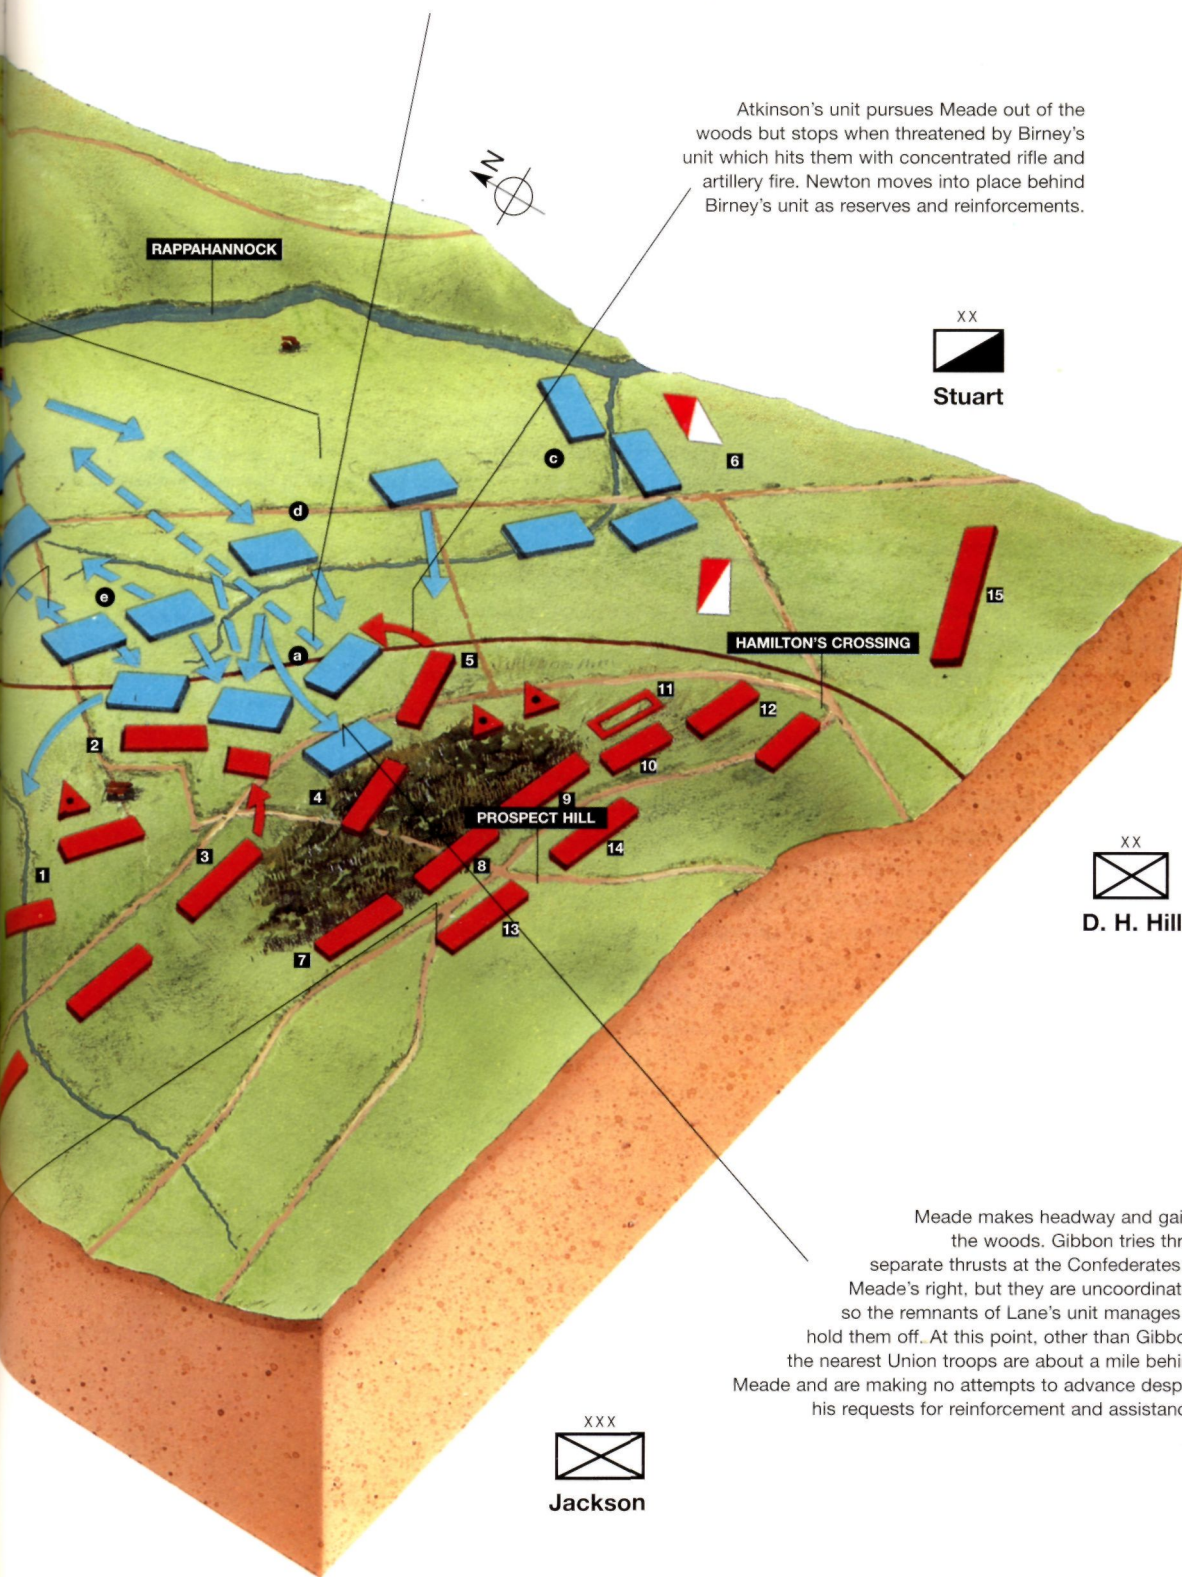 Atkinson's unit pursues Meade out of the
woods but stops when threatened by Birney's
unit which hits them with concentrated rifle and
artillery fire. Newton moves into place behind
Birney's unit as reserves and reinforcements.
N
RAPPAHANNOCK
XX
Stuart
c
6
d
15
e
HAMILTON'S CROSSING
a
5
11
12
2
10
4
9
PROSPECT HILL
14
3
8
1
13
7
XX
D. H. Hill
Meade makes headway and gai
the woods. Gibbon tries thr
separate thrusts at the Confederates
Meade's right, but they are uncoordinat
so the remnants of Lane's unit manages
hold them off. At this point, other than Gibbo
the nearest Union troops are about a mile behi
Meade and are making no attempts to advance desp
his requests for reinforcement and assistanc
XXX
Jackson